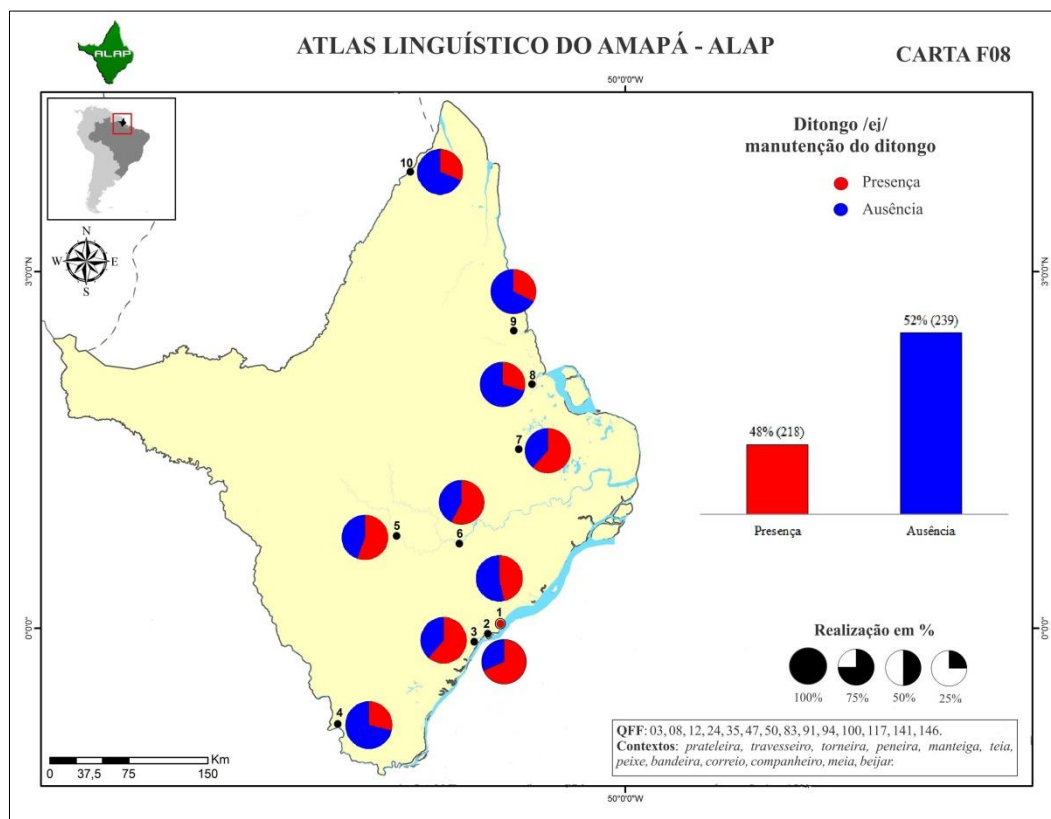 ALAP
ATLAS LINGUÍSTICO DO AMAPÁ - ALAP
CARTA F08
50°0'0"W
N
W
E
S
3°0'0"N
3°0'0"N
0°0'0"
0°0'0"
10
9
8
7
6
5
1
2
3
4
Ditongo /ej/
manutenção do ditongo
Presença
Ausência
52% (239)
48% (218)
Presença
Ausência
Realização em %
100%
75%
50%
25%
QFF: 03, 08, 12, 24, 35, 47, 50, 83, 91, 94, 100, 117, 141, 146.
Contextos: prateleira, travesseiro, torneira, peneira, manteiga, teia,
peixe, bandeira, correio, companheiro, meia, beijar.
Km
0
37,5
75
150
50°0'0"W